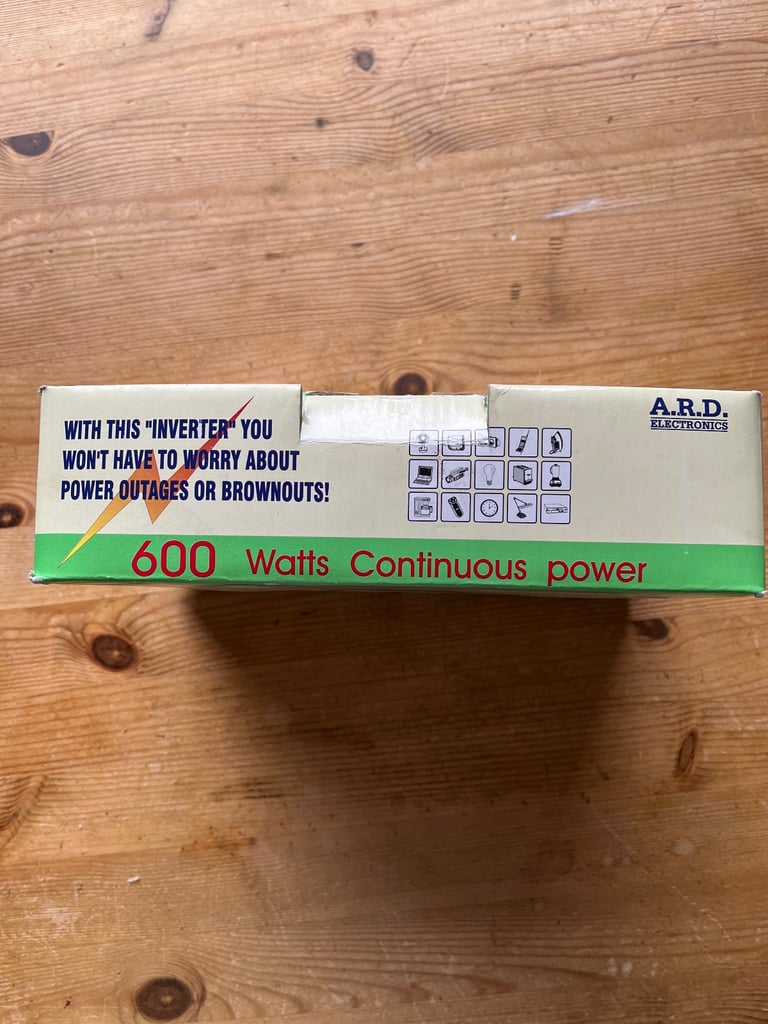 WITH THIS "INVERTER" YOU
WON'T HAVE TO WORRY ABOUT
POWER OUTAGES OR BROWNOUTS!
A.R.D.
ELECTRONICS
600 Watts Continuous power